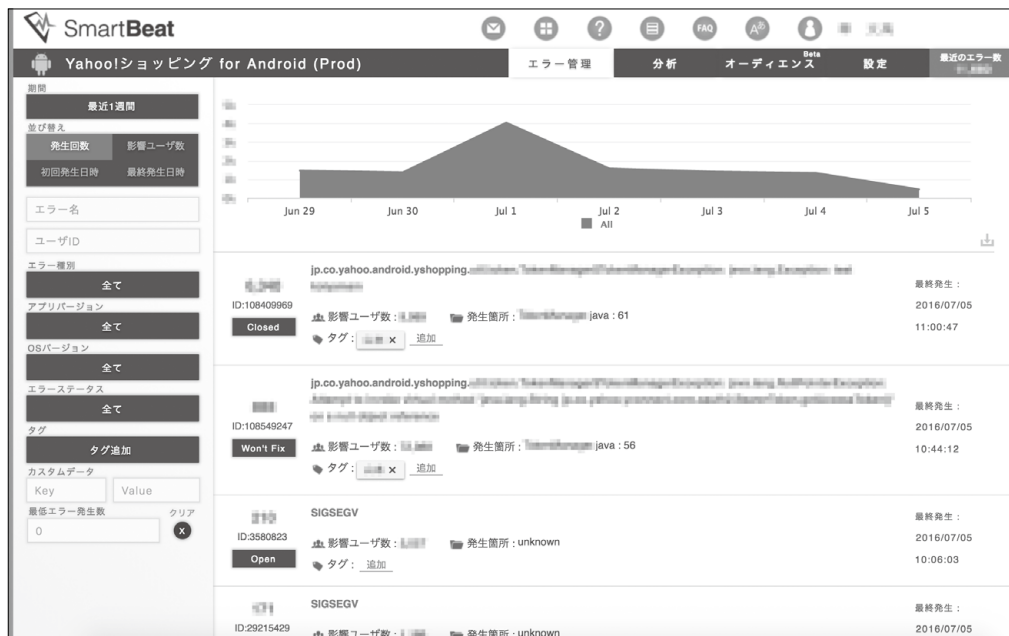 SmartBeat
FAQ
Aあ
Yahoo!ショッピング for Android (Prod)
エラー管理
分析
オーディエンス
Beta
設定
最近のエラー数
期間
最近1週間
並び替え
発生回数
影響ユーザ数
初回発生日時
最終発生日時
エラー名
ユーザID
エラー種別
全て
アプリバージョン
全て
OSバージョン
全て
エラーステータス
全て
タグ
タグ追加
カスタムデータ
Key
Value
最低エラー発生数
クリア
0
X
Jun 29
Jun 30
Jul 1
Jul 2
Jul 3
Jul 4
Jul 5
All
jp.co.yahoo.android.yshopping.
ID:108409969
Closed
影響ユーザ数 :
発生箇所 :
java : 61
タグ :
×
追加
最終発生 :
2016/07/05
11:00:47
jp.co.yahoo.android.yshopping.
ID:108549247
Won't Fix
影響ユーザ数 :
発生箇所 :
java : 56
タグ :
×
追加
最終発生 :
2016/07/05
10:44:12
SIGSEGV
ID:3580823
Open
影響ユーザ数 :
発生箇所 : unknown
タグ :
追加
最終発生 :
2016/07/05
10:06:03
SIGSEGV
ID:29215429
影響ユーザ数 :
発生箇所 : unknown
最終発生 :
2016/07/05